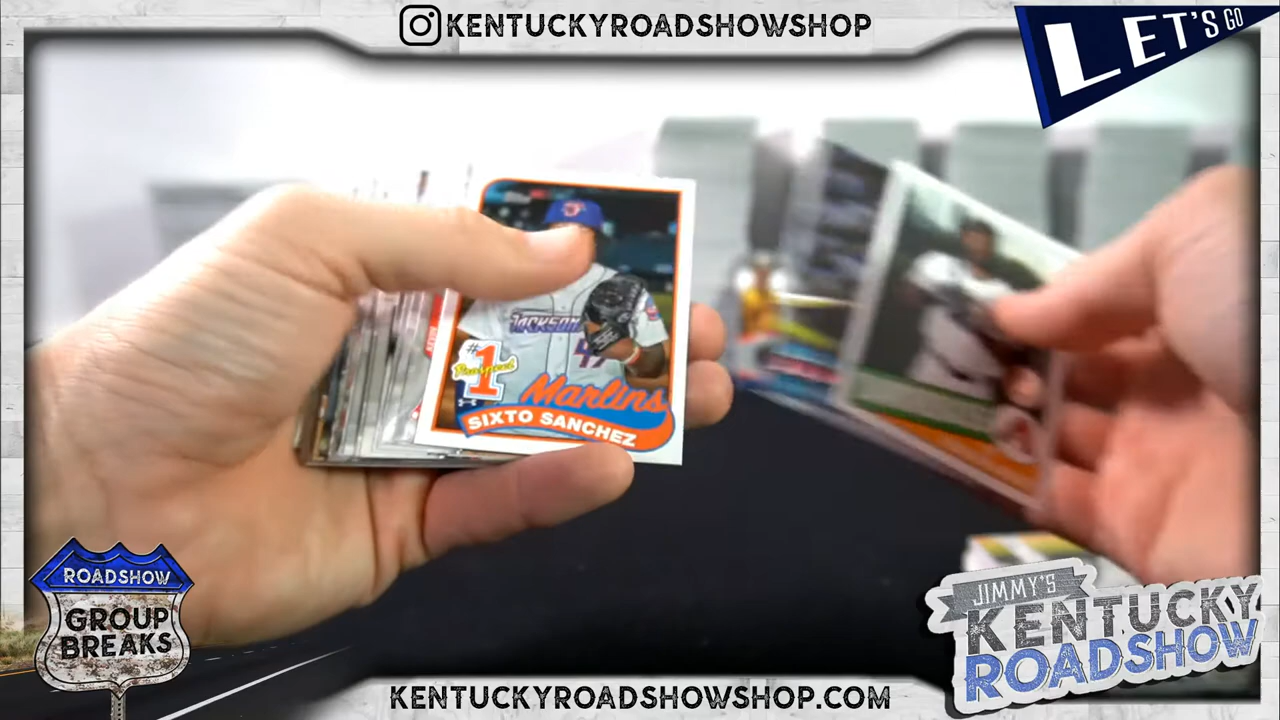 KENTUCKYROADSHOWSHOP
LET'S GO
JACKSON
#1
Prospect
Marlins
SIXTO SANCHEZ
ROADSHOW
GROUP
BREAKS
JIMMY'S
KENTUCKY
ROADSHOW
KENTUCKYROADSHOWSHOP.COM